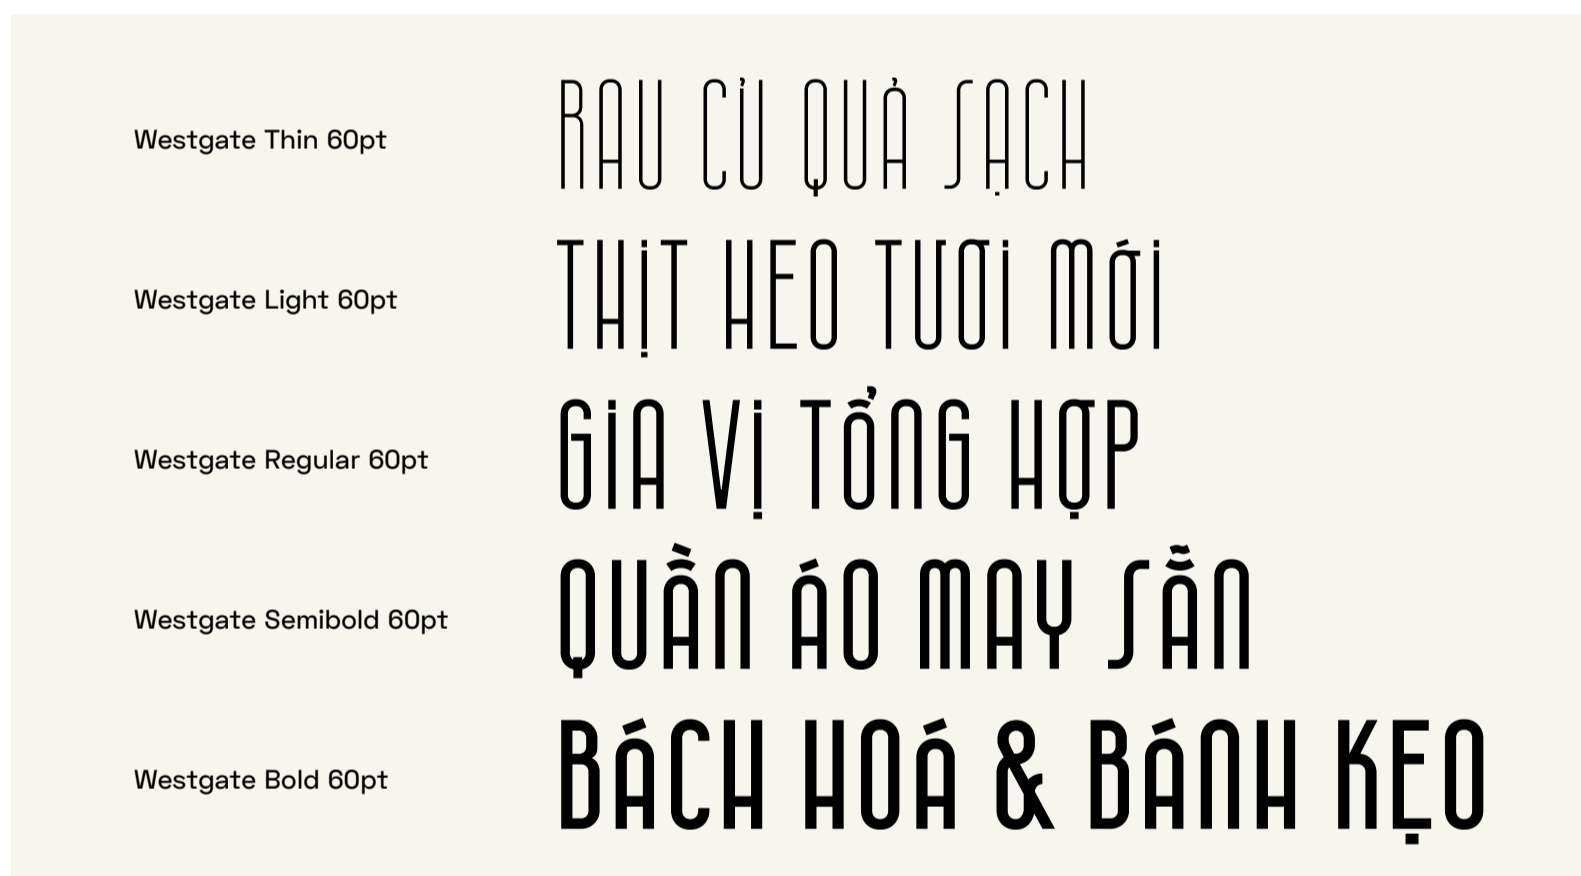 Westgate Thin 60pt
RAU CỦ QUẢ SẠCH
Westgate Light 60pt
THỊT HEO TƯƠI MỚI
Westgate Regular 60pt
GIA VỊ TỔNG HỢP
Westgate Semibold 60pt
QUẦN ÁO MAY SẴN
Westgate Bold 60pt
BÁCH HOÁ & BÁNH KẸO